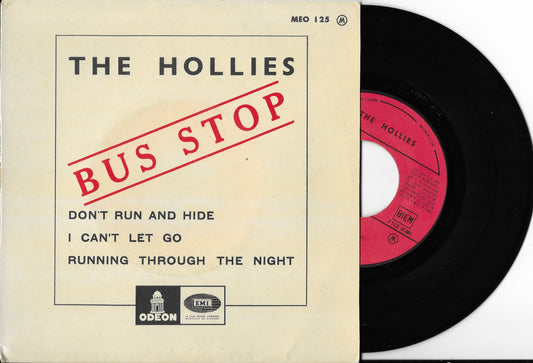 MEO 125 M
THE HOLLIES
BUS STOP
DON'T RUN AND HIDE
I CAN'T LET GO
RUNNING THROUGH THE NIGHT
ODEON
EMI
THE HOLLIES
BIEM
M